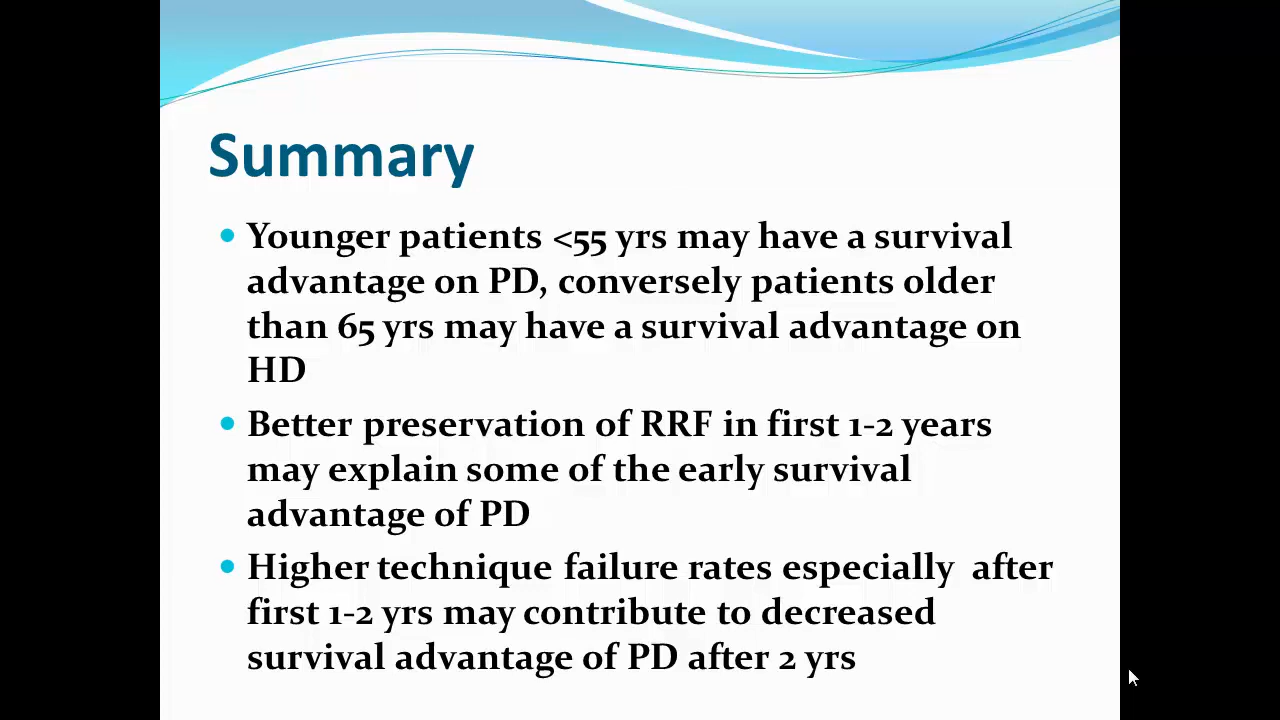 Summary
Younger patients <55 yrs may have a survival
advantage on PD, conversely patients older
than 65 yrs may have a survival advantage on
HD
Better preservation of RRF in first 1-2 years
may explain some of the early survival
advantage of PD
Higher technique failure rates especially  after
first 1-2 yrs may contribute to decreased
survival advantage of PD after 2 yrs